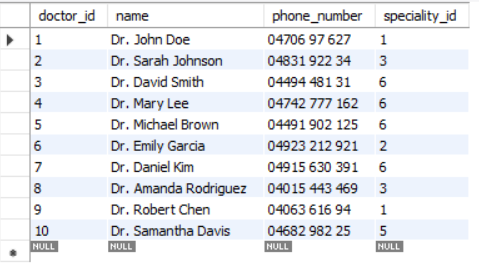 doctor_id name phone_number speciality_id
1 Dr. John Doe 04706 97 627 1
2 Dr. Sarah Johnson 04831 922 34 3
3 Dr. David Smith 04494 481 31 6
4 Dr. Mary Lee 04742 777 162 6
5 Dr. Michael Brown 04491 902 125 6
6 Dr. Emily Garcia 04923 212 921 2
7 Dr. Daniel Kim 04915 630 391 6
8 Dr. Amanda Rodriguez 04015 443 469 3
9 Dr. Robert Chen 04063 616 94 1
10 Dr. Samantha Davis 04682 982 25 5
NULL NULL NULL NULL